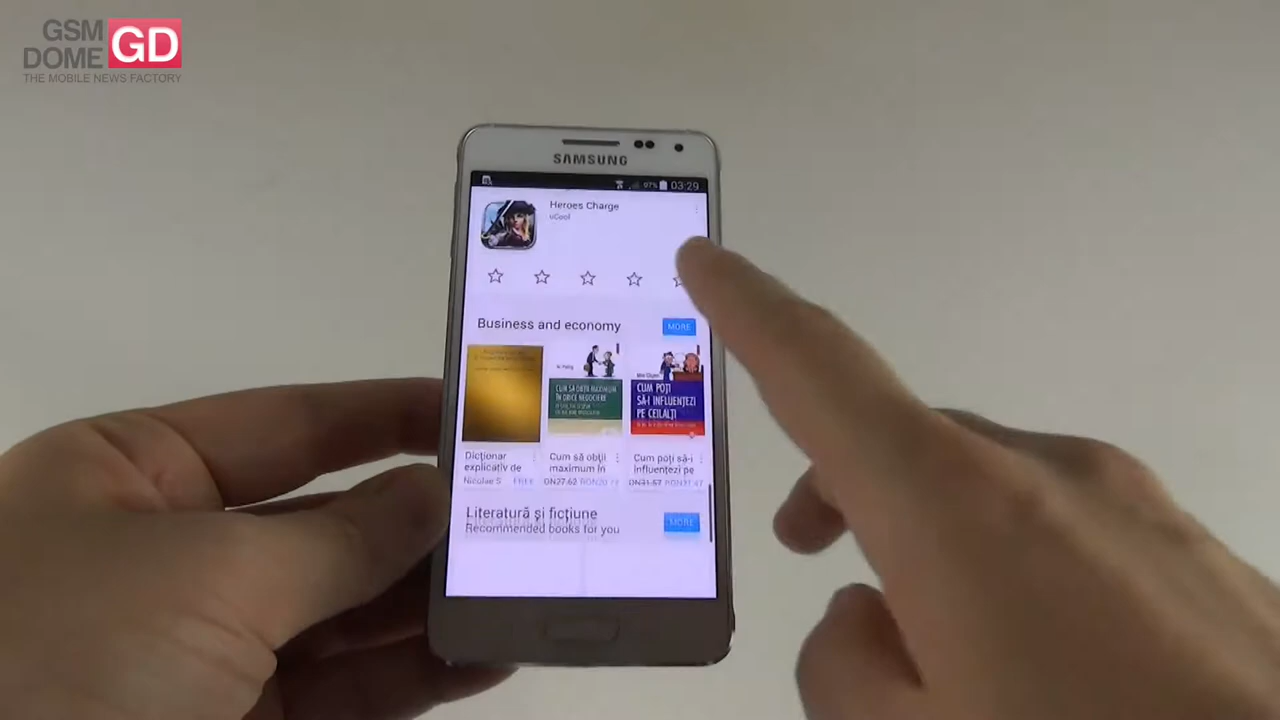 GSM
DOME
GD
THE MOBILE NEWS FACTORY
SAMSUNG
97%
03:29
Heroes Charge
uCool
Business and economy
MORE
CUM SĂ OBȚII MAXIMUM
ÎN ORICE NEGOCIERE
CUM POȚI
SĂ-I INFLUENȚEZI
PE CEILALȚI
Dicționar
explicativ de
Nicolae S
FREE
Cum să obții
maximum în
Cum poți să-i
influențezi pe
Literatură și ficțiune
Recommended books for you
MORE